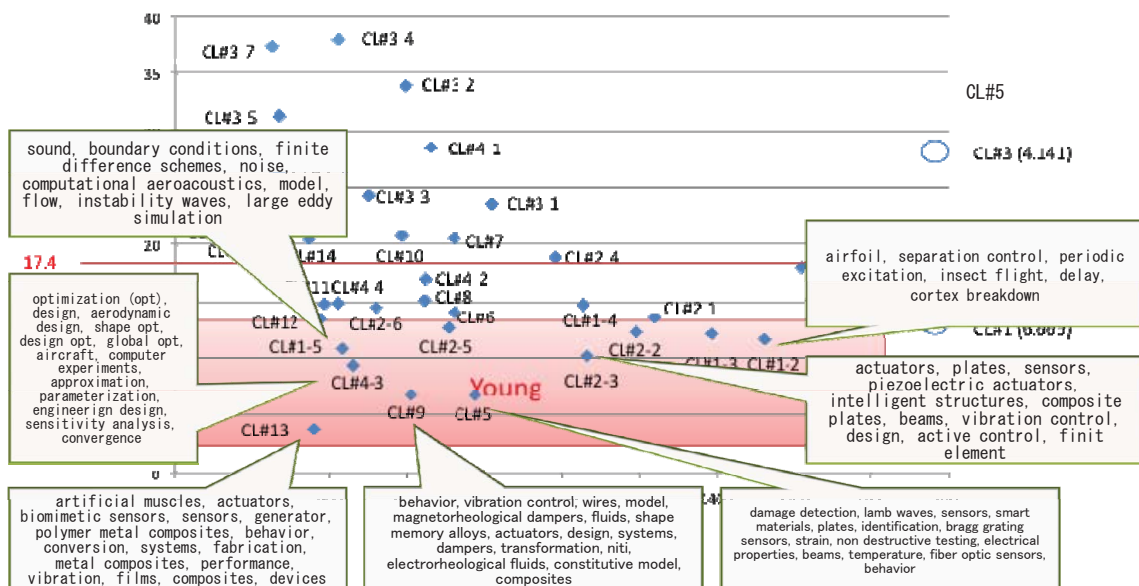 40
CL#3 7
CL#3 4
35
CL#3 2
CL#5
CL#3 5
CL#4 1
CL#3 (4.141)
sound, boundary conditions, finite
difference schemes, noise,
computational aeroacoustics, model,
flow, instability waves, large eddy
simulation
CL#3 3
CL#3 1
20
CL#14
CL#10
CL#7
CL#2 4
17.4
airfoil, separation control, periodic
excitation, insect flight, delay,
cortex breakdown
CL#4 2
optimization (opt),
design, aerodynamic
design, shape opt,
design opt, global opt,
aircraft, computer
experiments,
approximation,
parameterization,
engineerign design,
sensitivity analysis,
convergence
CL#4 4
CL#8
CL#12
CL#2-6
CL#6
CL#1-4
CL#2 1
CL#1-5
CL#2-5
CL#2-2
CL#1-3
CL#1-2
CL#4-3
CL#2-3
Young
CL#9
CL#5
CL#13
actuators, plates, sensors,
piezoelectric actuators,
intelligent structures, composite
plates, beams, vibration control,
design, active control, finit
element
0
artificial muscles, actuators,
biomimetic sensors, sensors, generator,
polymer metal composites, behavior,
conversion, systems, fabrication,
metal composites, performance,
vibration, films, composites, devices
behavior, vibration control, wires, model,
magnetorheological dampers, fluids, shape
memory alloys, actuators, design, systems,
dampers, transformation, niti,
electrorheological fluids, constitutive model,
composites
damage detection, lamb waves, sensors, smart
materials, plates, identification, bragg grating
sensors, strain, non destructive testing, electrical
properties, beams, temperature, fiber optic sensors,
behavior